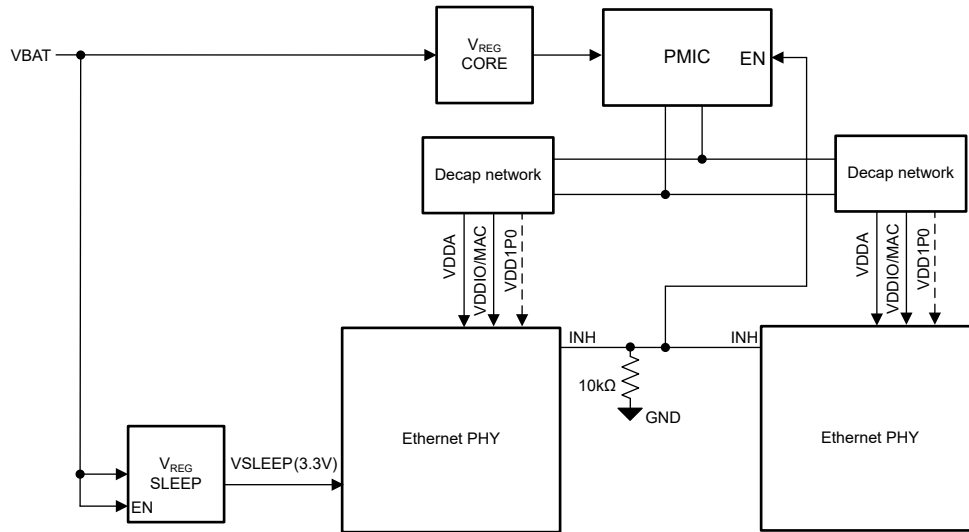 VBAT
VREG
CORE
PMIC
EN
Decap network
Decap network
VDDA
VDDIO/MAC
VDD1P0
VDDA
VDDIO/MAC
VDD1P0
INH
INH
10kΩ
GND
Ethernet PHY
Ethernet PHY
VREG
SLEEP
EN
VSLEEP(3.3V)